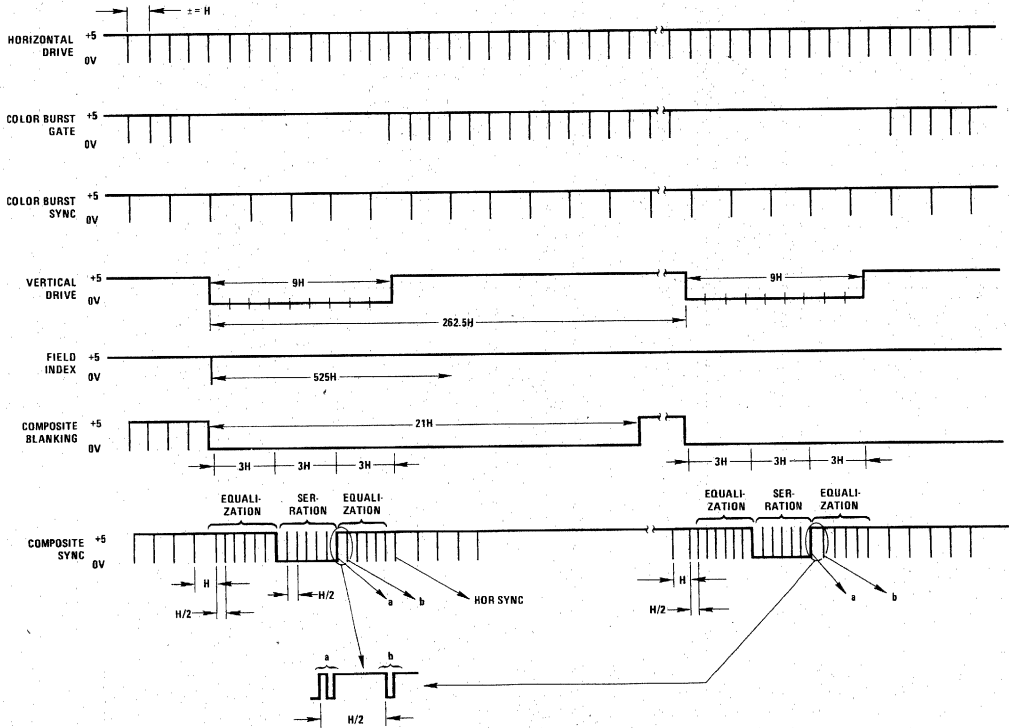 ± = H
HORIZONTAL
DRIVE
+5
0V
COLOR BURST
GATE
+5
0V
COLOR BURST
SYNC
+5
0V
VERTICAL
DRIVE
+5
0V
9H
9H
262.5H
FIELD
INDEX
+5
0V
525H
COMPOSITE
BLANKING
+5
0V
21H
3H
3H
3H
3H
3H
3H
EQUALI-
ZATION
SER-
RATION
EQUALI-
ZATION
EQUALI-
ZATION
SER-
RATION
EQUALI-
ZATION
COMPOSITE
SYNC
+5
0V
H
H/2
H/2
a
b
HOR SYNC
H
H/2
a
b
a
b
H/2